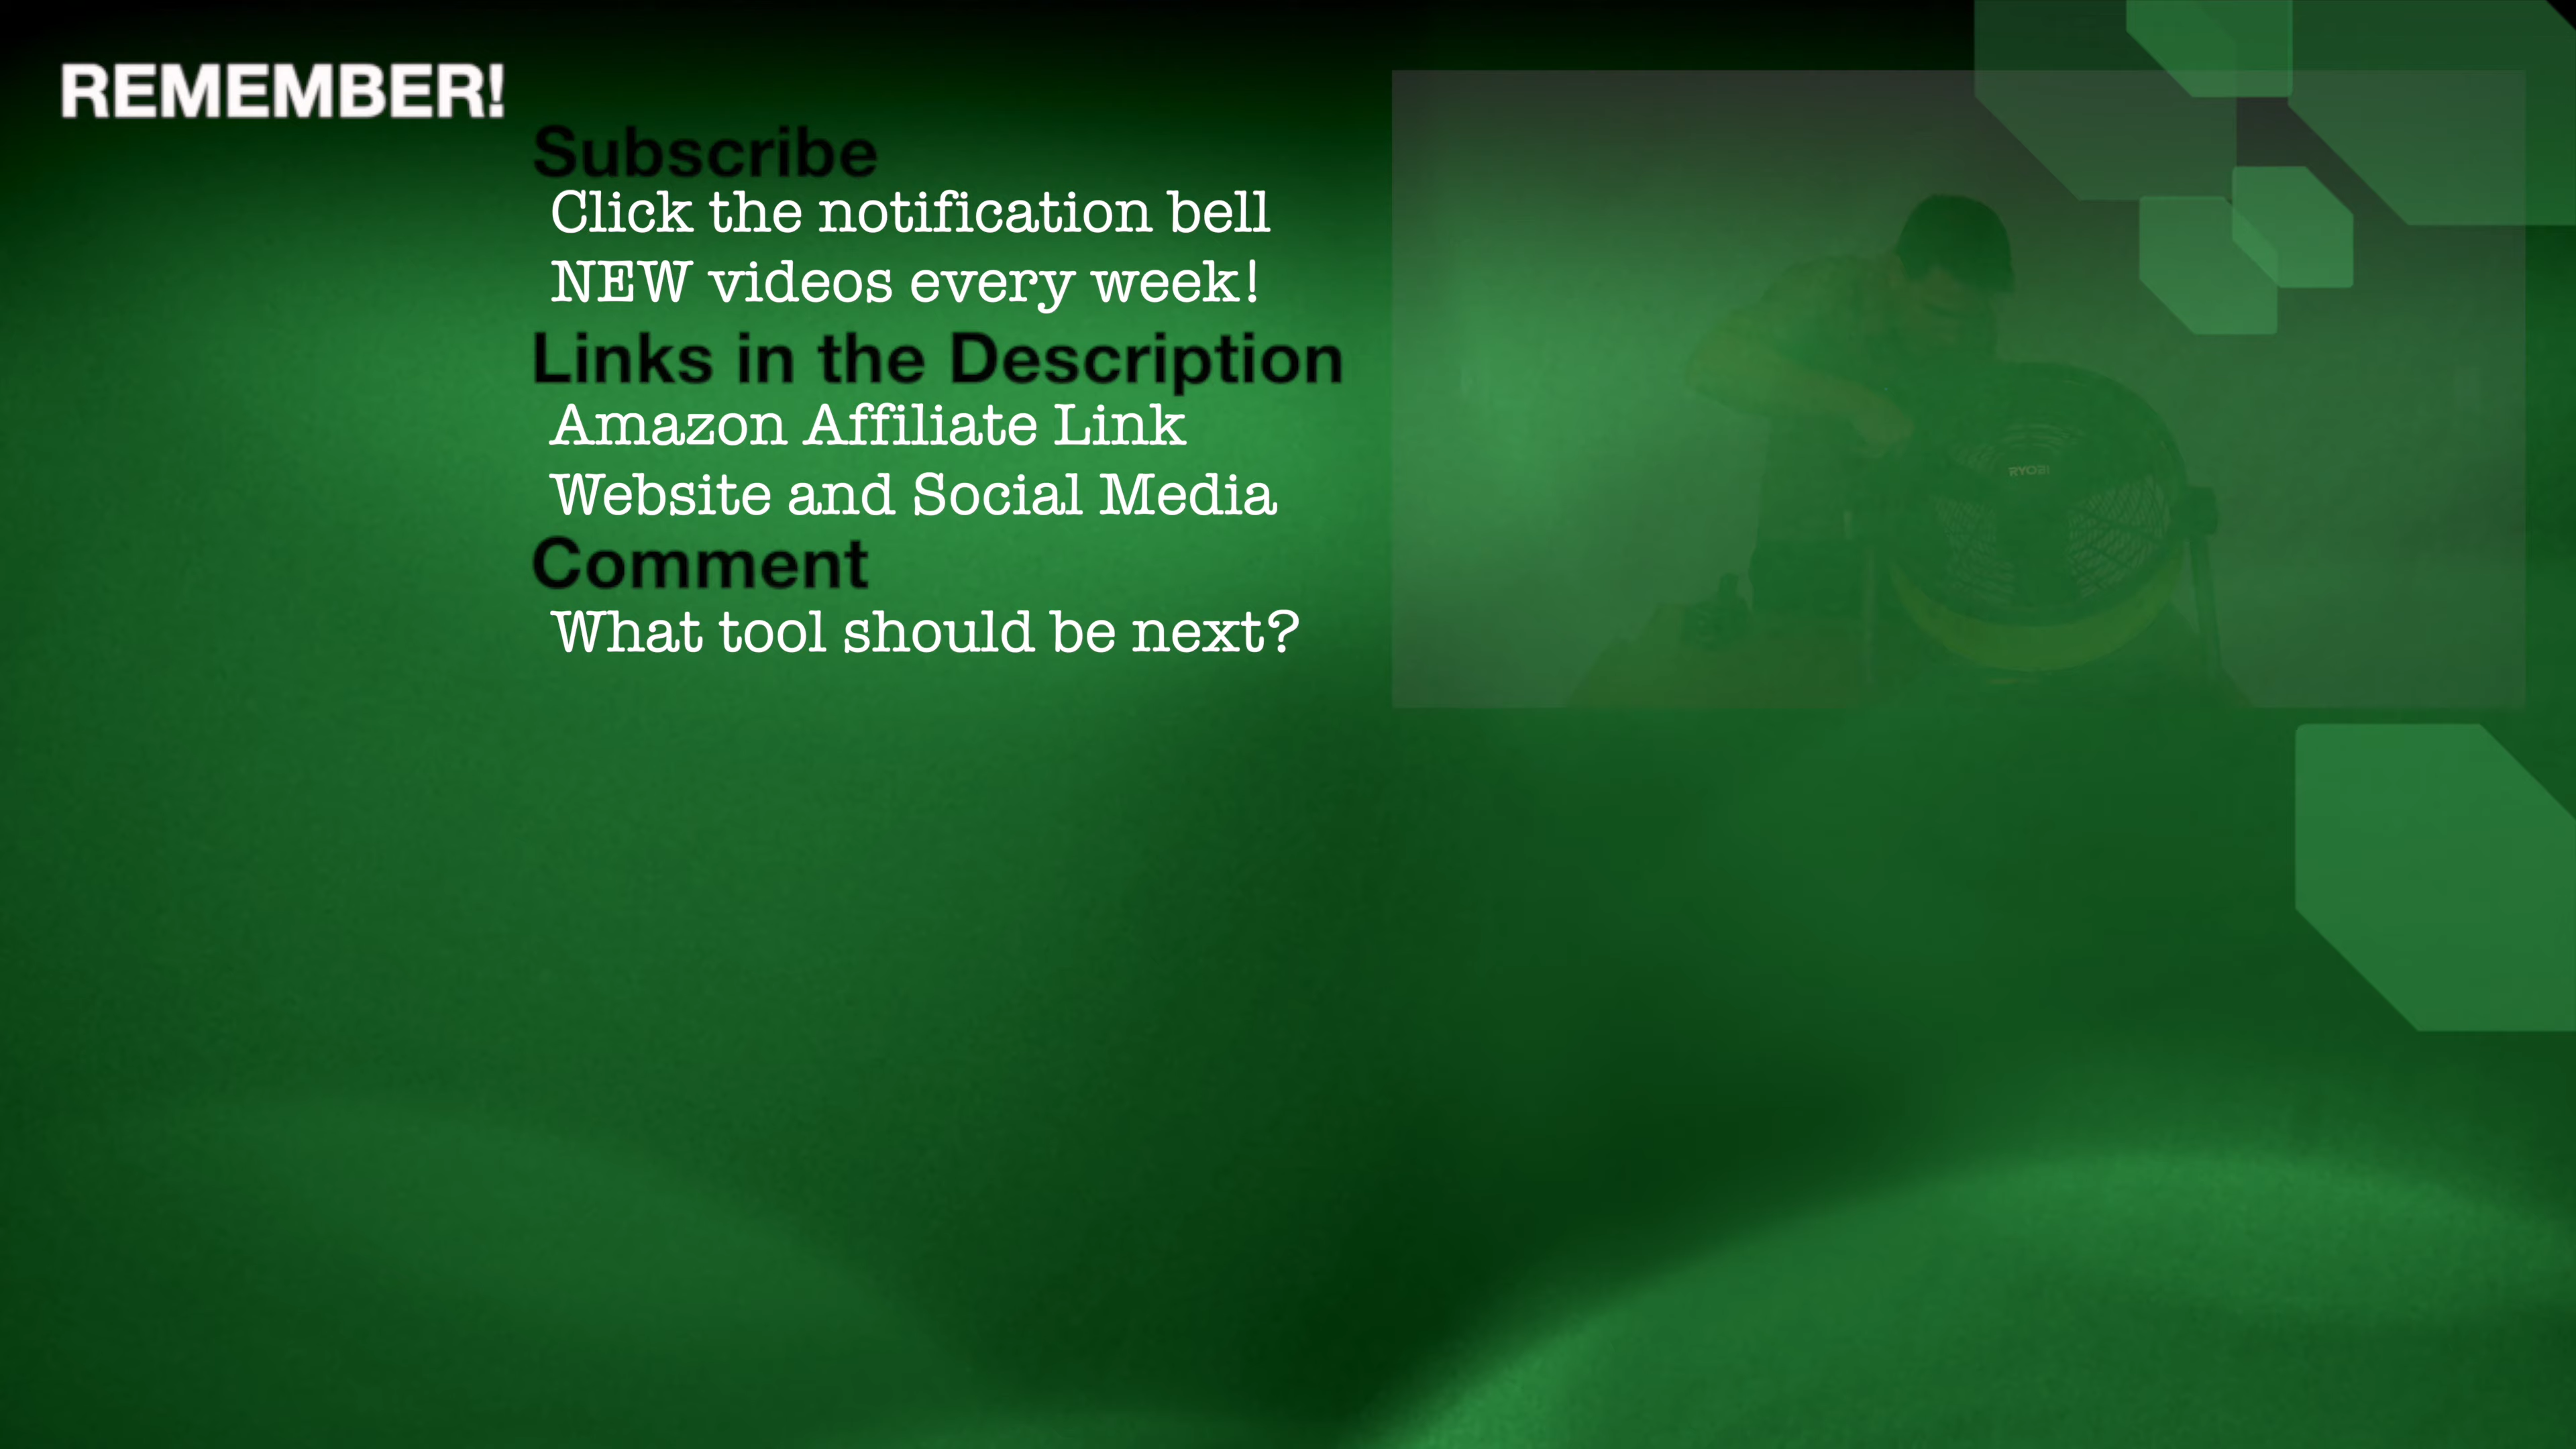 REMEMBER!
Subscribe
Click the notification bell
NEW videos every week!
Links in the Description
Amazon Affiliate Link
Website and Social Media
Comment
What tool should be next?
RYOBI